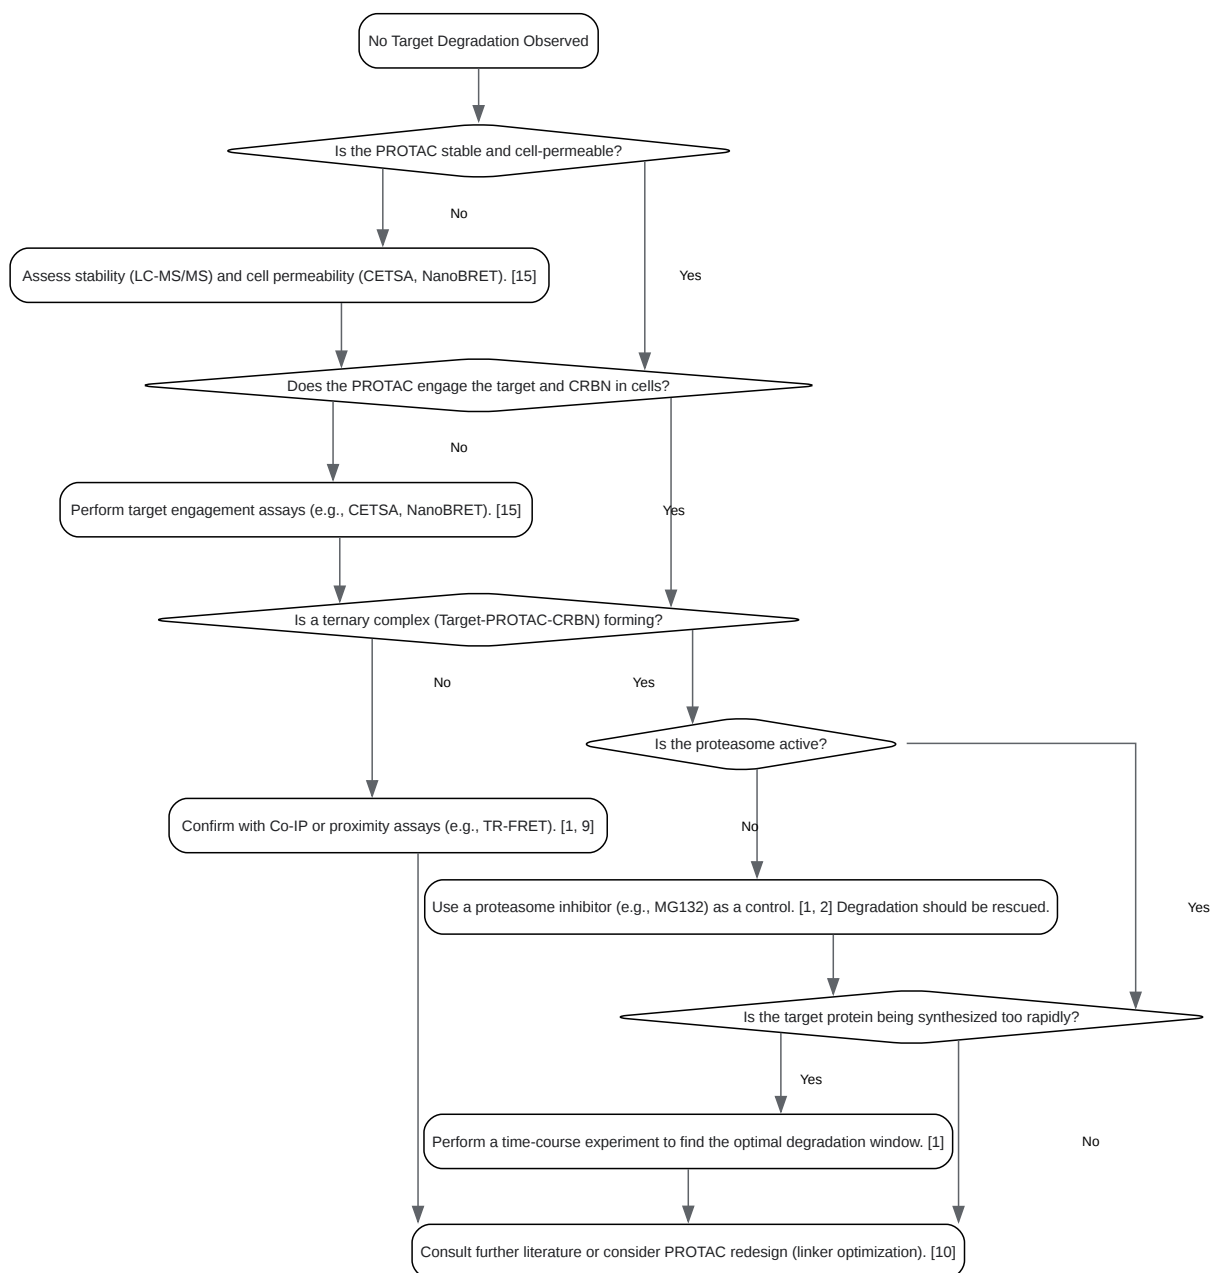 No Target Degradation Observed
Is the PROTAC stable and cell-permeable?
No
Assess stability (LC-MS/MS) and cell permeability (CETSA, NanoBRET). [15]
Yes
Does the PROTAC engage the target and CRBN in cells?
No
Perform target engagement assays (e.g., CETSA, NanoBRET). [15]
Yes
Is a ternary complex (Target-PROTAC-CRBN) forming?
No
Yes
Is the proteasome active?
Confirm with Co-IP or proximity assays (e.g., TR-FRET). [1, 9]
No
Use a proteasome inhibitor (e.g., MG132) as a control. [1, 2] Degradation should be rescued.
Yes
Is the target protein being synthesized too rapidly?
Yes
Perform a time-course experiment to find the optimal degradation window. [1]
No
Consult further literature or consider PROTAC redesign (linker optimization). [10]